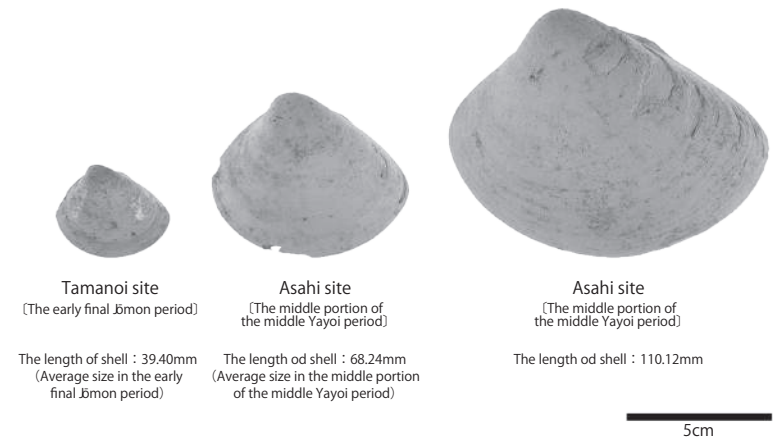 Tamanoi site
〔The early final Jōmon period〕
The length of shell：39.40mm
（Average size in the early
final Jōmon period）
Asahi site
〔The middle portion of
the middle Yayoi period〕
The length od shell：68.24mm
（Average size in the middle portion
of the middle Yayoi period）
Asahi site
〔The middle portion of
the middle Yayoi period〕
The length od shell：110.12mm
5cm